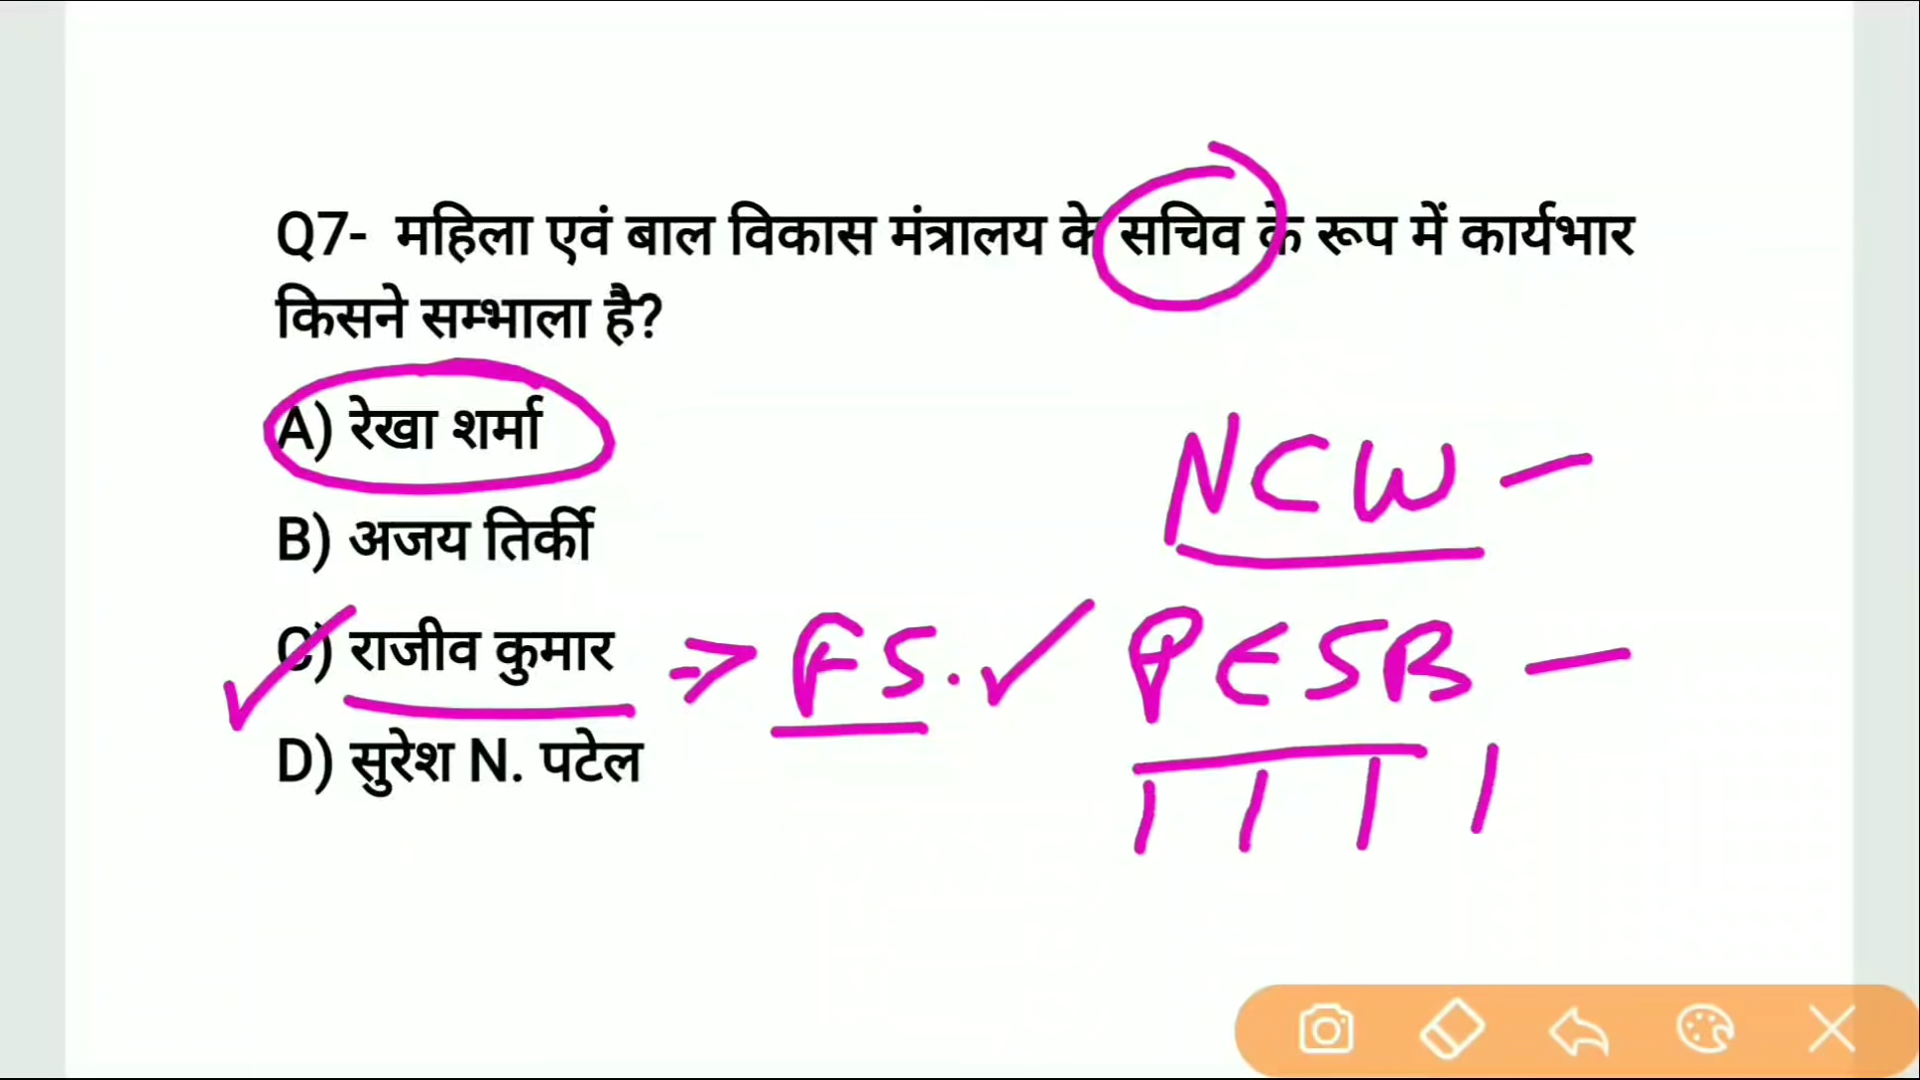 Q7- महिला एवं बाल विकास मंत्रालय के सचिव के रूप में कार्यभार
किसने सम्भाला है?
A) रेखा शर्मा
NCW -
B) अजय तिर्की
C) राजीव कुमार => FS. ✓ PESB -
D) सुरेश N. पटेल